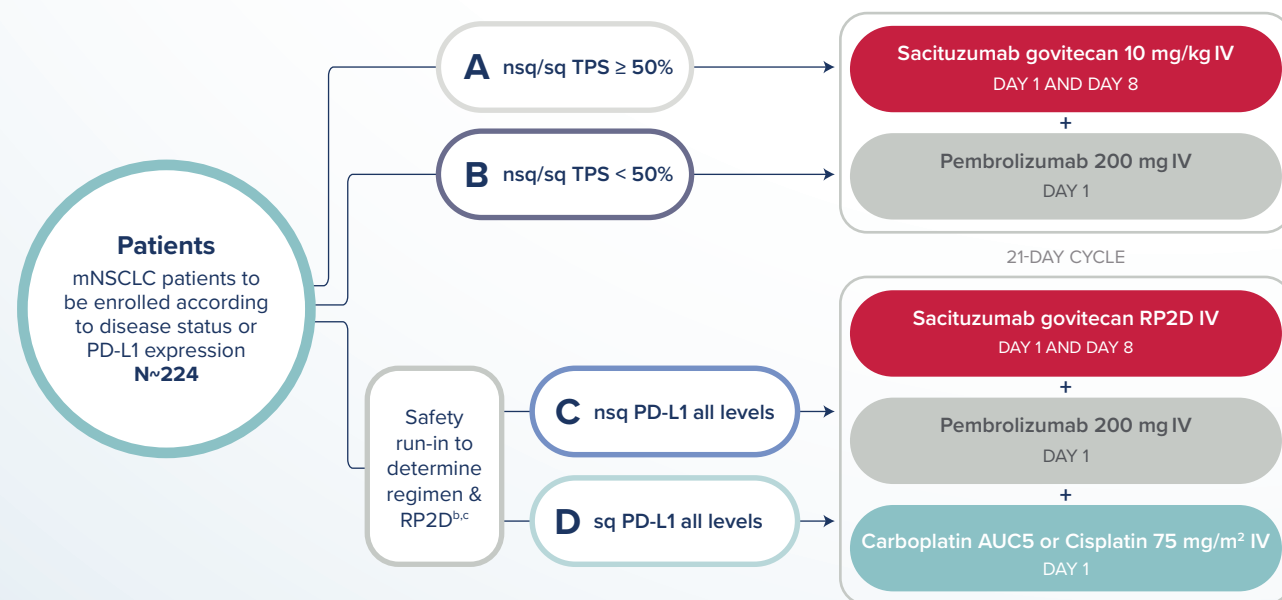 Patients
mNSCLC patients to
be enrolled according
to disease status or
PD-L1 expression
N~224
A nsq/sq TPS ≥ 50%
B nsq/sq TPS < 50%
Sacituzumab govitecan 10 mg/kg IV
DAY 1 AND DAY 8
+
Pembrolizumab 200 mg IV
DAY 1
21-DAY CYCLE
Safety
run-in to
determine
regimen &
RP2Dᵇ,ᶜ
C nsq PD-L1 all levels
D sq PD-L1 all levels
Sacituzumab govitecan RP2D IV
DAY 1 AND DAY 8
+
Pembrolizumab 200 mg IV
DAY 1
+
Carboplatin AUC5 or Cisplatin 75 mg/m² IV
DAY 1